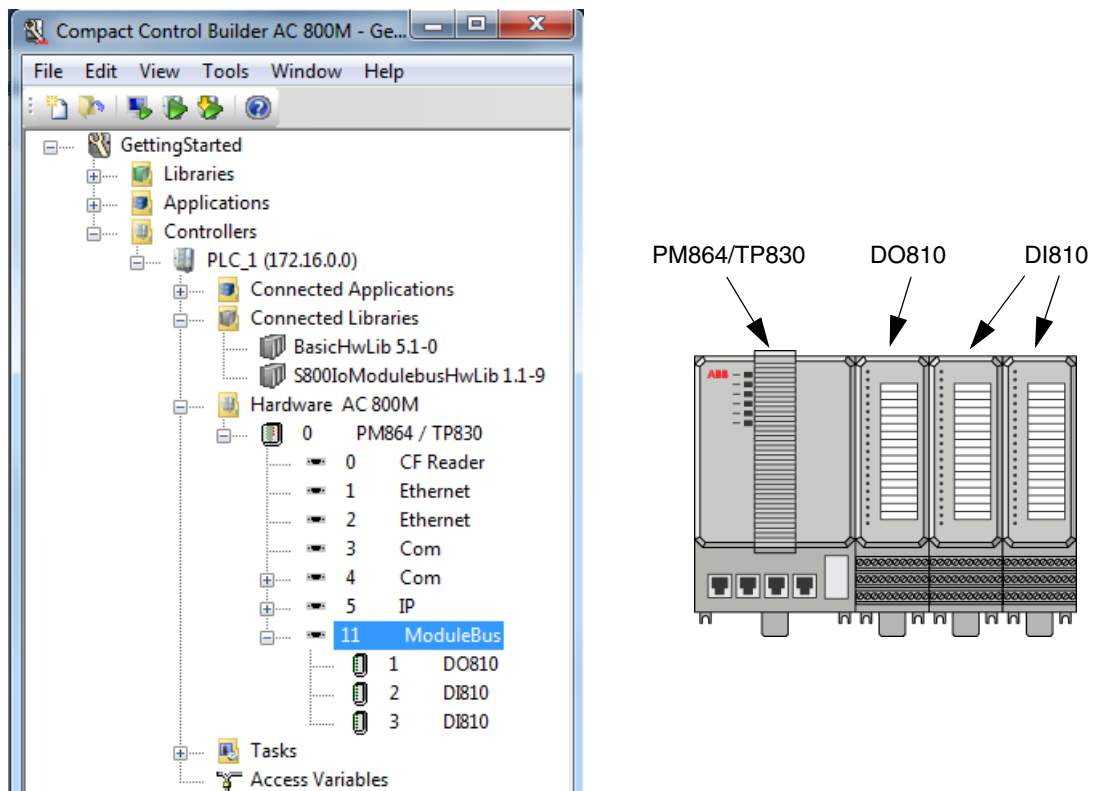 Compact Control Builder AC 800M - Ge...
File Edit View Tools Window Help
GettingStarted
Libraries
Applications
Controllers
PLC_1 (172.16.0.0)
Connected Applications
Connected Libraries
BasicHwLib 5.1-0
S800IoModulebusHwLib 1.1-9
Hardware AC 800M
0 PM864 / TP830
0 CF Reader
1 Ethernet
2 Ethernet
3 Com
4 Com
5 IP
11 ModuleBus
1 DO810
2 DI810
3 DI810
Tasks
Access Variables
PM864/TP830 DO810 DI810
ABB